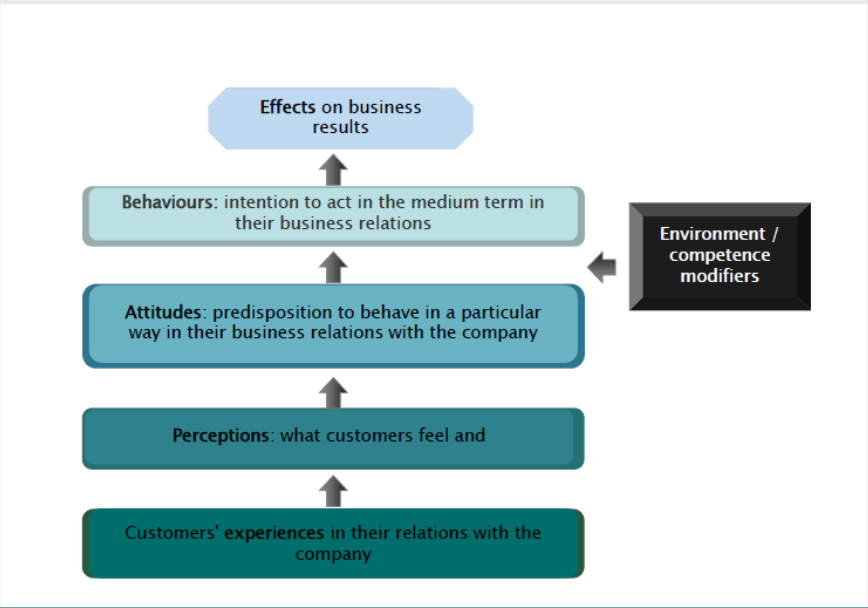 Effects on business
results
Behaviours: intention to act in the medium term in
their business relations
Environment /
competence
modifiers
Attitudes: predisposition to behave in a particular
way in their business relations with the company
Perceptions: what customers feel and
Customers' experiences in their relations with the
company